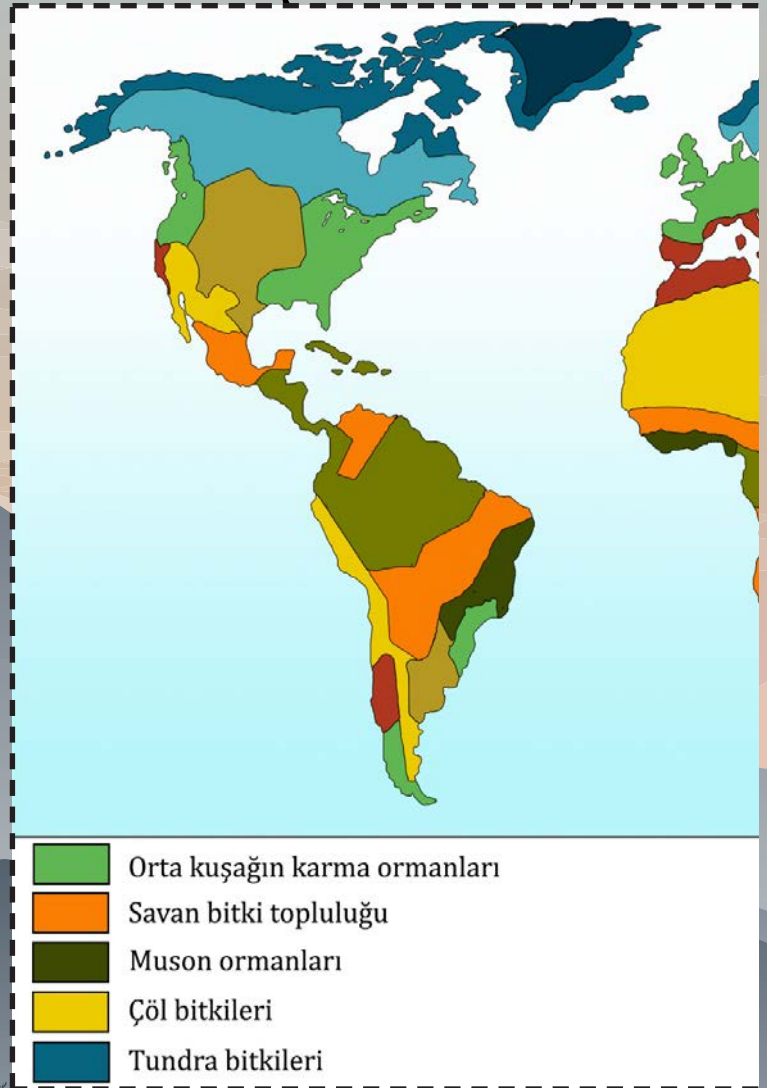 Orta kuşağın karma ormanları
Savan bitki topluluğu
Muson ormanları
Çöl bitkileri
Tundra bitkileri